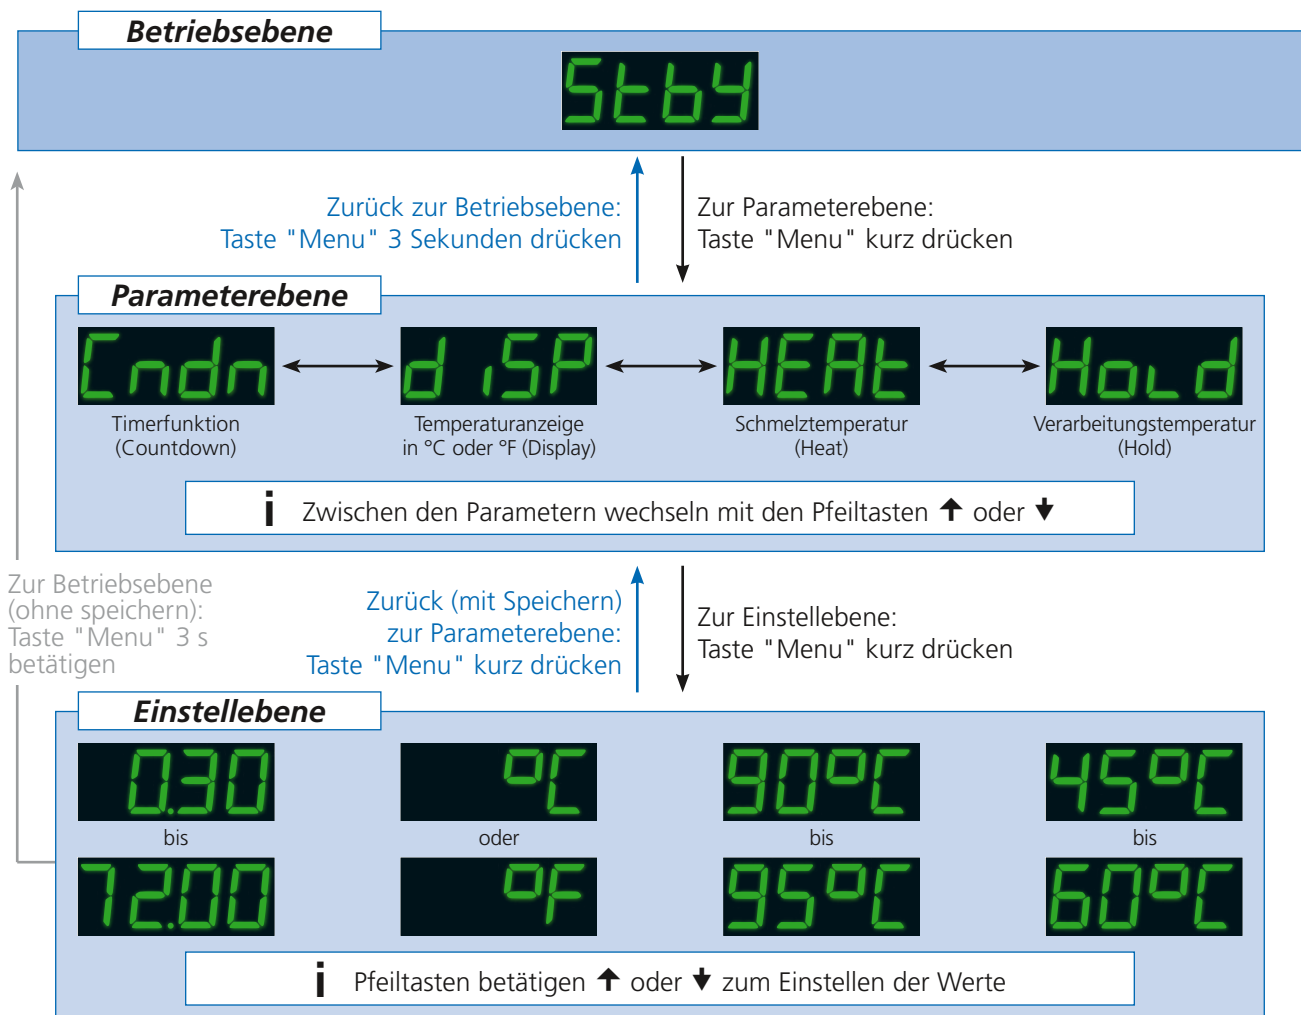 Betriebsebene
Stby
Zurück zur Betriebsebene:
Taste "Menu" 3 Sekunden drücken
Zur Parameterebene:
Taste "Menu" kurz drücken
Parameterebene
Cndn
diSP
HEAt
HoLd
Timerfunktion
(Countdown)
Temperaturanzeige
in °C oder °F (Display)
Schmelztemperatur
(Heat)
Verarbeitungstemperatur
(Hold)
i Zwischen den Parametern wechseln mit den Pfeiltasten ↑ oder ↓
Zur Betriebsebene
(ohne speichern):
Taste "Menu" 3 s
betätigen
Zurück (mit Speichern)
zur Parameterebene:
Taste "Menu" kurz drücken
Zur Einstellebene:
Taste "Menu" kurz drücken
Einstellebene
0.30
°C
90°C
45°C
bis
oder
bis
bis
72.00
°F
95°C
60°C
i Pfeiltasten betätigen ↑ oder ↓ zum Einstellen der Werte